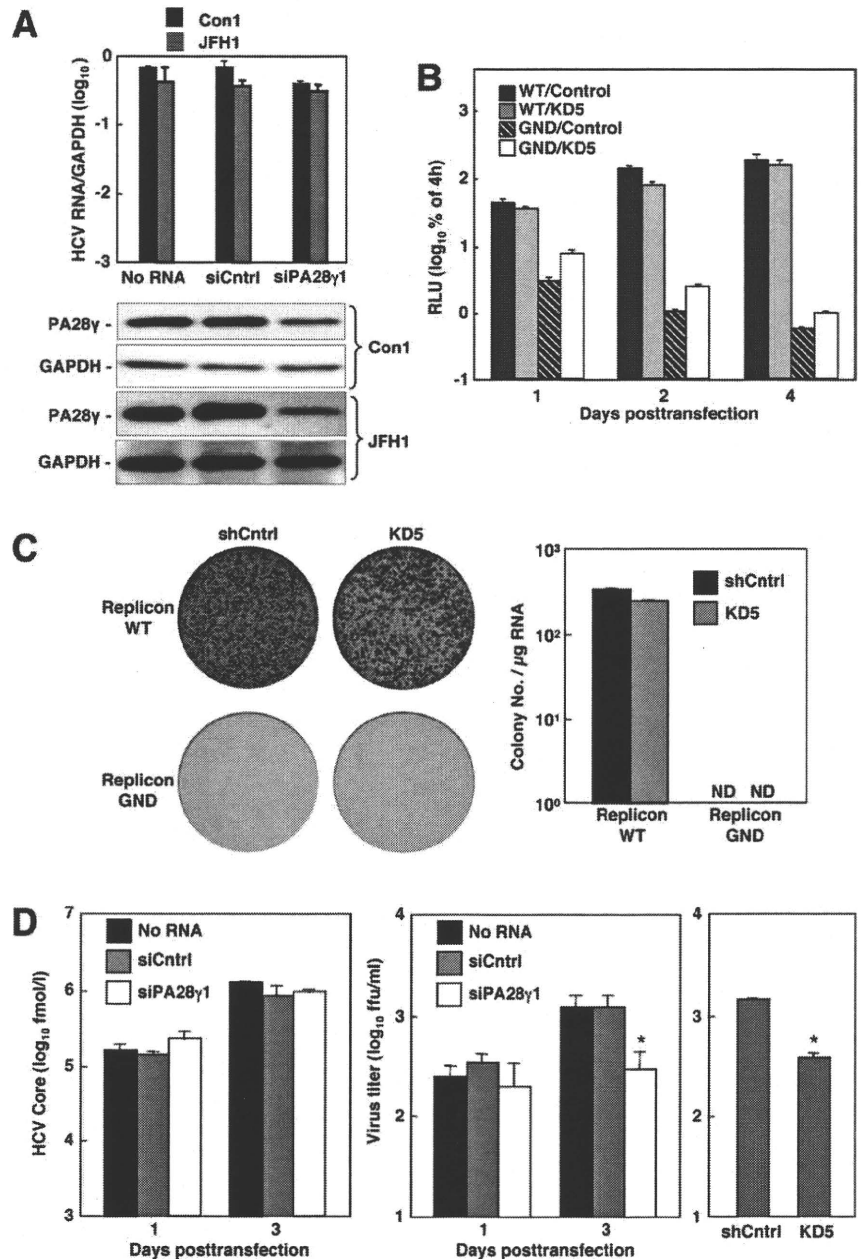 A
Con1
JFH1
HCV RNA/GAPDH (log10)
0
-1
-2
-3
No RNA siCntrl siPA28γ1
PA28γ -
GAPDH -
Con1
PA28γ -
GAPDH -
JFH1
B
WT/Control
WT/KD5
GND/Control
GND/KD5
RLU (log10 % of 4h)
3
2
1
0
-1
1 2 4
Days posttransfection
C
shCntrl KD5
Replicon
WT
Replicon
GND
Colony No. / μg RNA
10³
10²
10¹
10⁰
shCntrl
KD5
ND ND
Replicon
WT
Replicon
GND
D
HCV Core (log10 fmol/l)
7
6
5
4
3
No RNA
siCntrl
siPA28γ1
1 3
Days posttransfection
Virus titer (log10 ffu/ml)
4
3
2
1
No RNA
siCntrl
siPA28γ1
*
1 3
Days posttransfection
4
3
2
1
*
shCntrl KD5